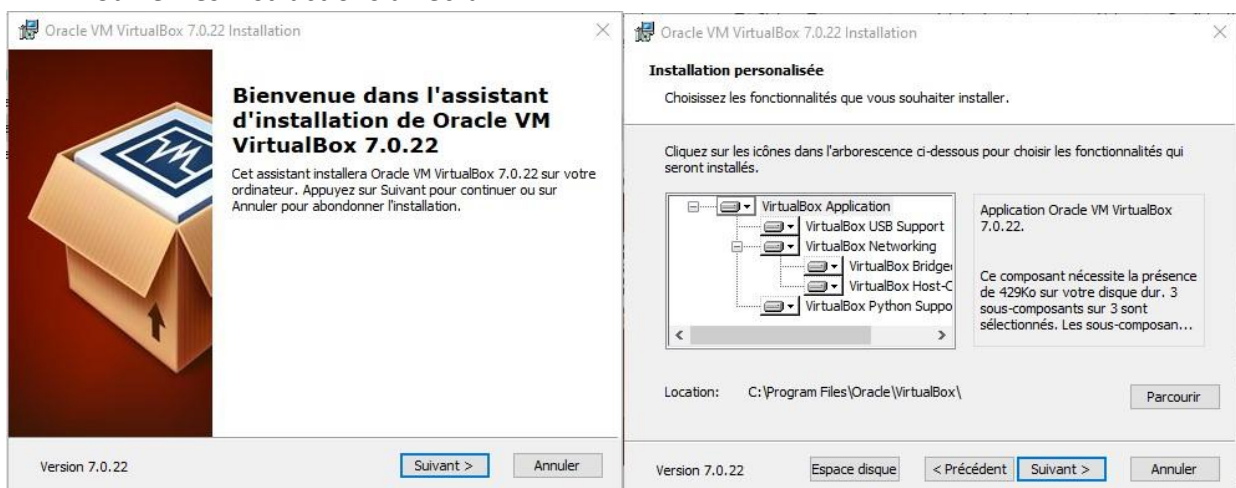 Oracle VM VirtualBox 7.0.22 Installation
Bienvenue dans l'assistant
d'installation de Oracle VM
VirtualBox 7.0.22
Cet assistant installera Oracle VM VirtualBox 7.0.22 sur votre
ordinateur. Appuyez sur Suivant pour continuer ou sur
Annuler pour abondonner l'installation.
Version 7.0.22
Suivant >
Annuler
Oracle VM VirtualBox 7.0.22 Installation
Installation personalisée
Choisissez les fonctionnalités que vous souhaiter installer.
Cliquez sur les icônes dans l'arborescence ci-dessous pour choisir les fonctionnalités qui
seront installés.
VirtualBox Application
VirtualBox USB Support
VirtualBox Networking
VirtualBox Bridge
VirtualBox Host-C
VirtualBox Python Suppo
Application Oracle VM VirtualBox
7.0.22.
Ce composant nécessite la présence
de 429Ko sur votre disque dur. 3
sous-composants sur 3 sont
sélectionnés. Les sous-composan...
Location: C:\Program Files\Oracle\VirtualBox\
Parcourir
Version 7.0.22
Espace disque
< Précédent
Suivant >
Annuler